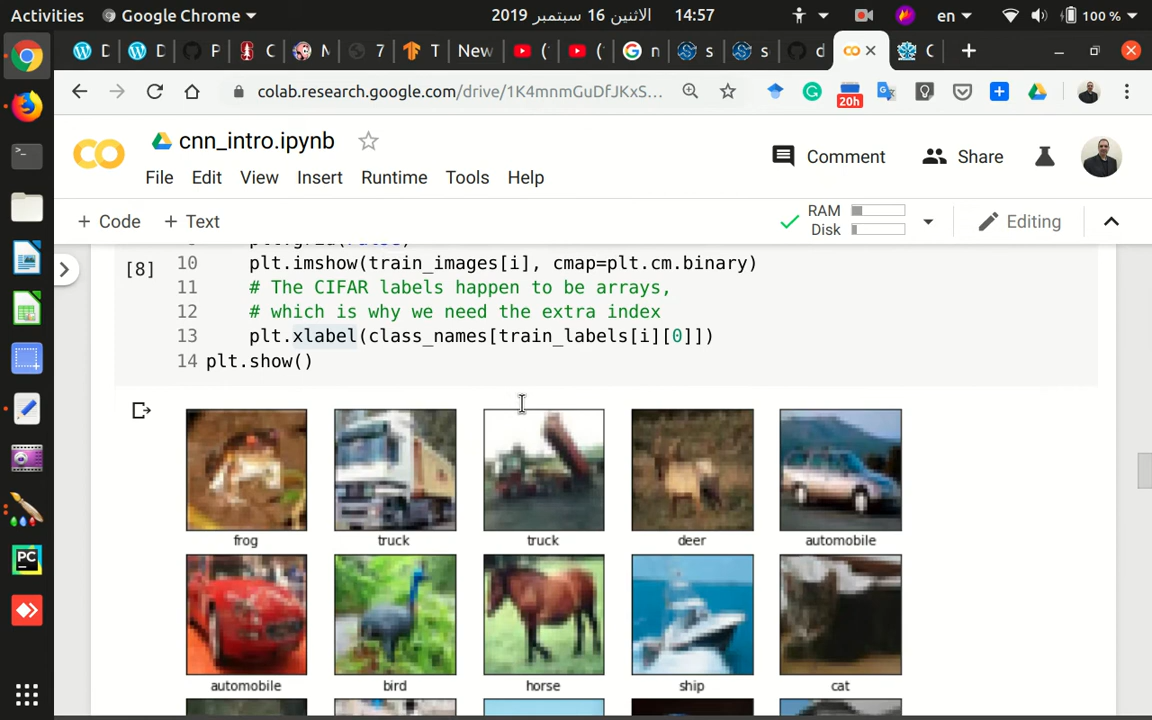 Activities Google Chrome ▾ الاثنين 16 سبتمبر 2019 14:57 en ▾ 100 % ▾
D D P C M 7 T New ( ( n s s d C
colab.research.google.com/drive/1K4mnmGuDfJKxS... 20h
cnn_intro.ipynb
Comment Share
File Edit View Insert Runtime Tools Help
+ Code + Text RAM Disk Editing
[8] 10 plt.imshow(train_images[i], cmap=plt.cm.binary)
11 # The CIFAR labels happen to be arrays,
12 # which is why we need the extra index
13 plt.xlabel(class_names[train_labels[i][0]])
14 plt.show()
frog truck truck deer automobile
automobile bird horse ship cat
PC